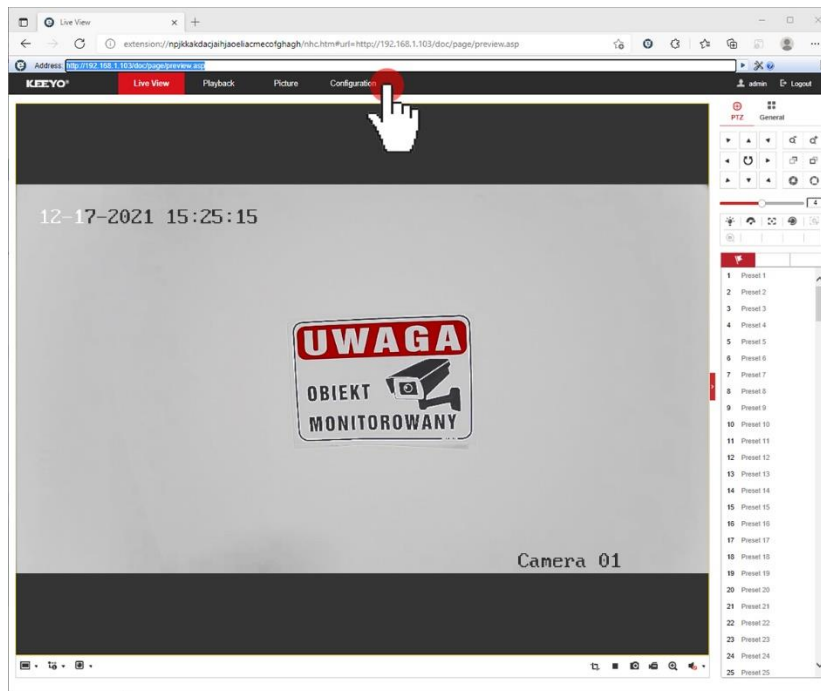 Live View
extension://npjkkakdacjaihjaoeliacmecofghagh/nhc.htm#url=http://192.168.1.103/doc/page/preview.asp
Address: http://192.168.1.103/doc/page/preview.asp
KEEYO® Live View Playback Picture Configuration admin Logout
PTZ General
12-17-2021 15:25:15
4
UWAGA
OBIEKT
MONITOROWANY
Camera 01
1 Preset 1
2 Preset 2
3 Preset 3
4 Preset 4
5 Preset 5
6 Preset 6
7 Preset 7
8 Preset 8
9 Preset 9
10 Preset 10
11 Preset 11
12 Preset 12
13 Preset 13
14 Preset 14
15 Preset 15
16 Preset 16
17 Preset 17
18 Preset 18
19 Preset 19
20 Preset 20
21 Preset 21
22 Preset 22
23 Preset 23
24 Preset 24
25 Preset 25